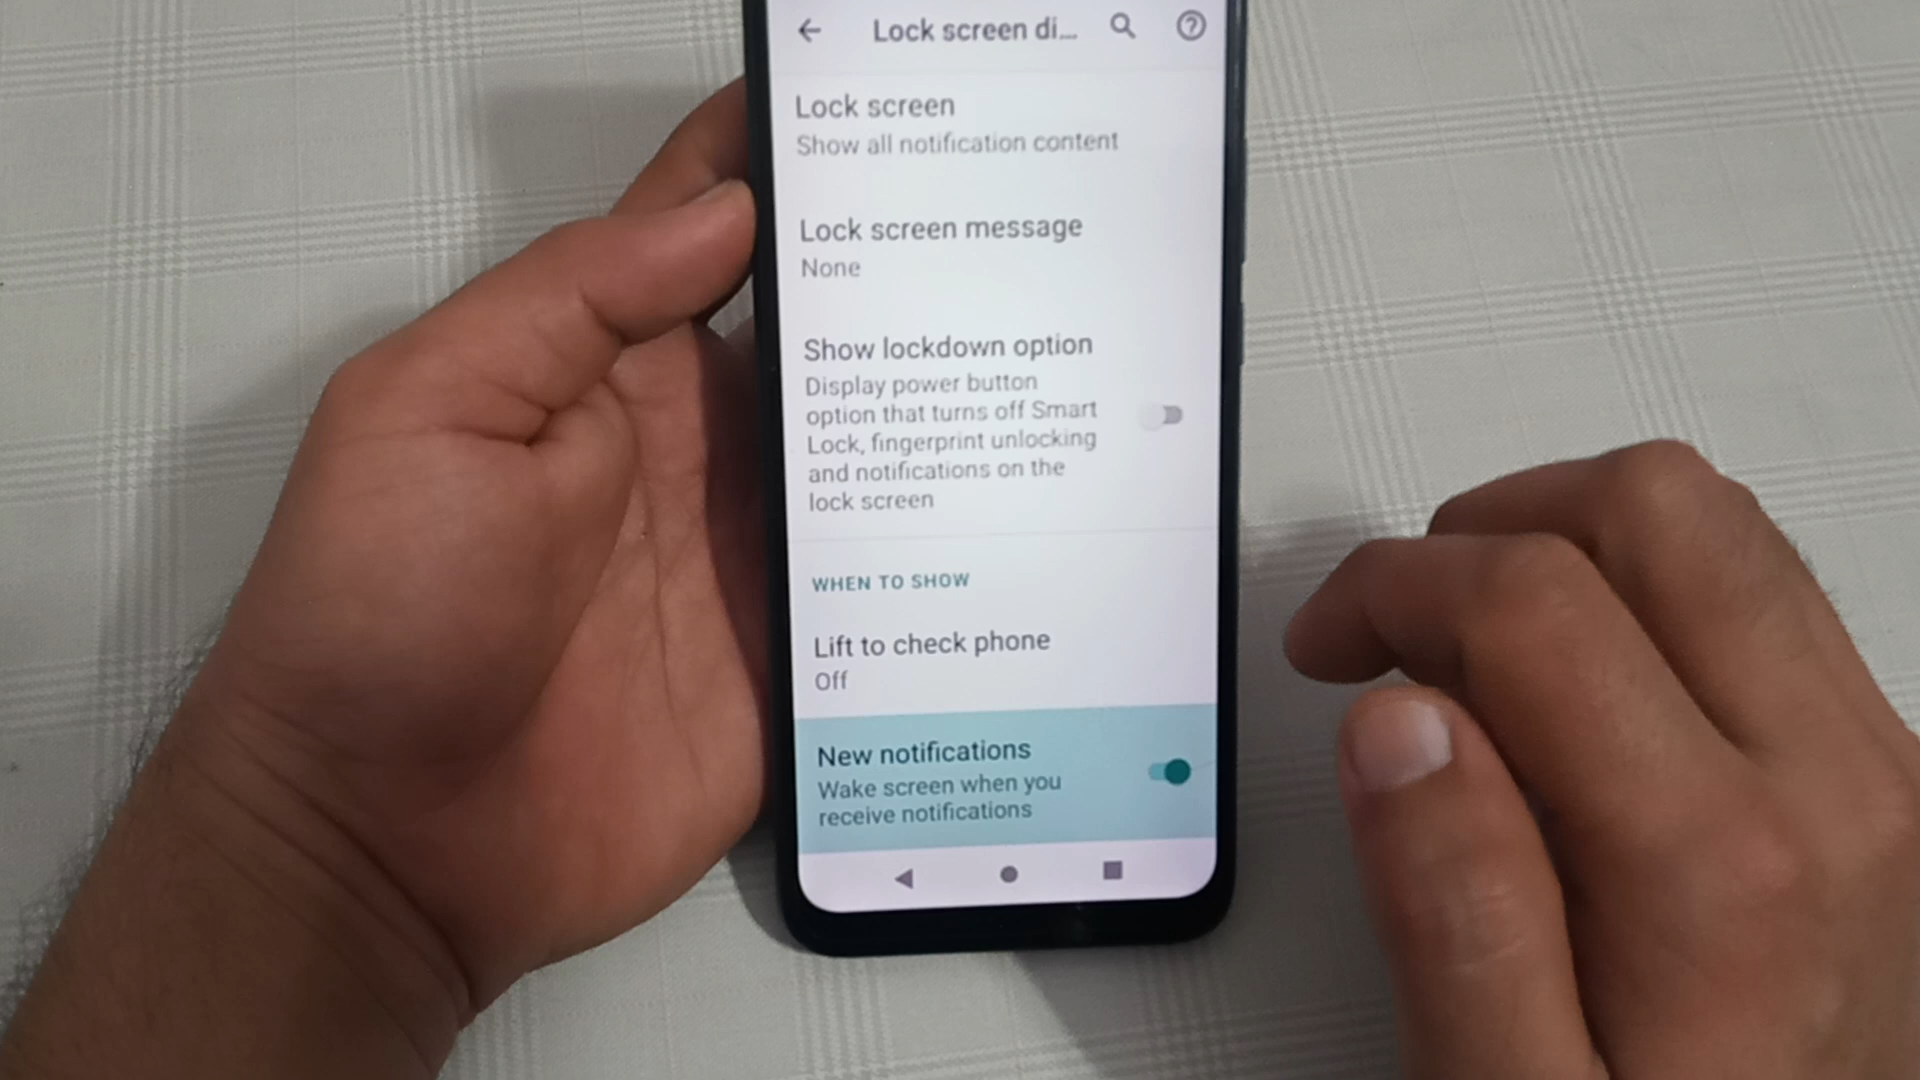 Lock screen di...
Lock screen
Show all notification content
Lock screen message
None
Show lockdown option
Display power button
option that turns off Smart
Lock, fingerprint unlocking
and notifications on the
lock screen
WHEN TO SHOW
Lift to check phone
Off
New notifications
Wake screen when you
receive notifications